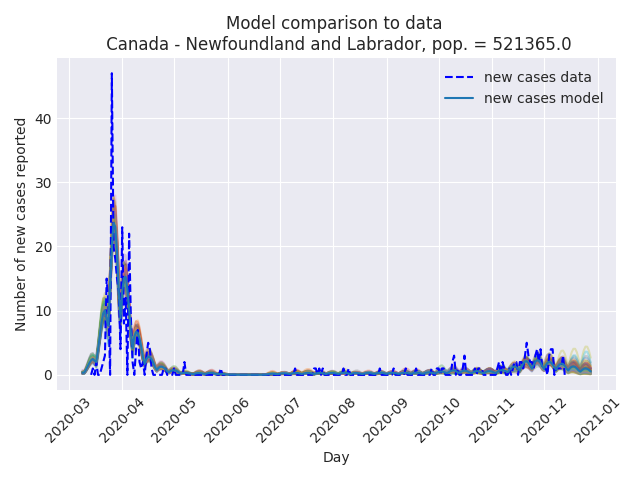 Model comparison to data
Canada - Newfoundland and Labrador, pop. = 521365.0
new cases data
new cases model
Number of new cases reported
40
30
20
10
0
2020-03
2020-04
2020-05
2020-06
2020-07
2020-08
2020-09
2020-10
2020-11
2020-12
2021-01
Day